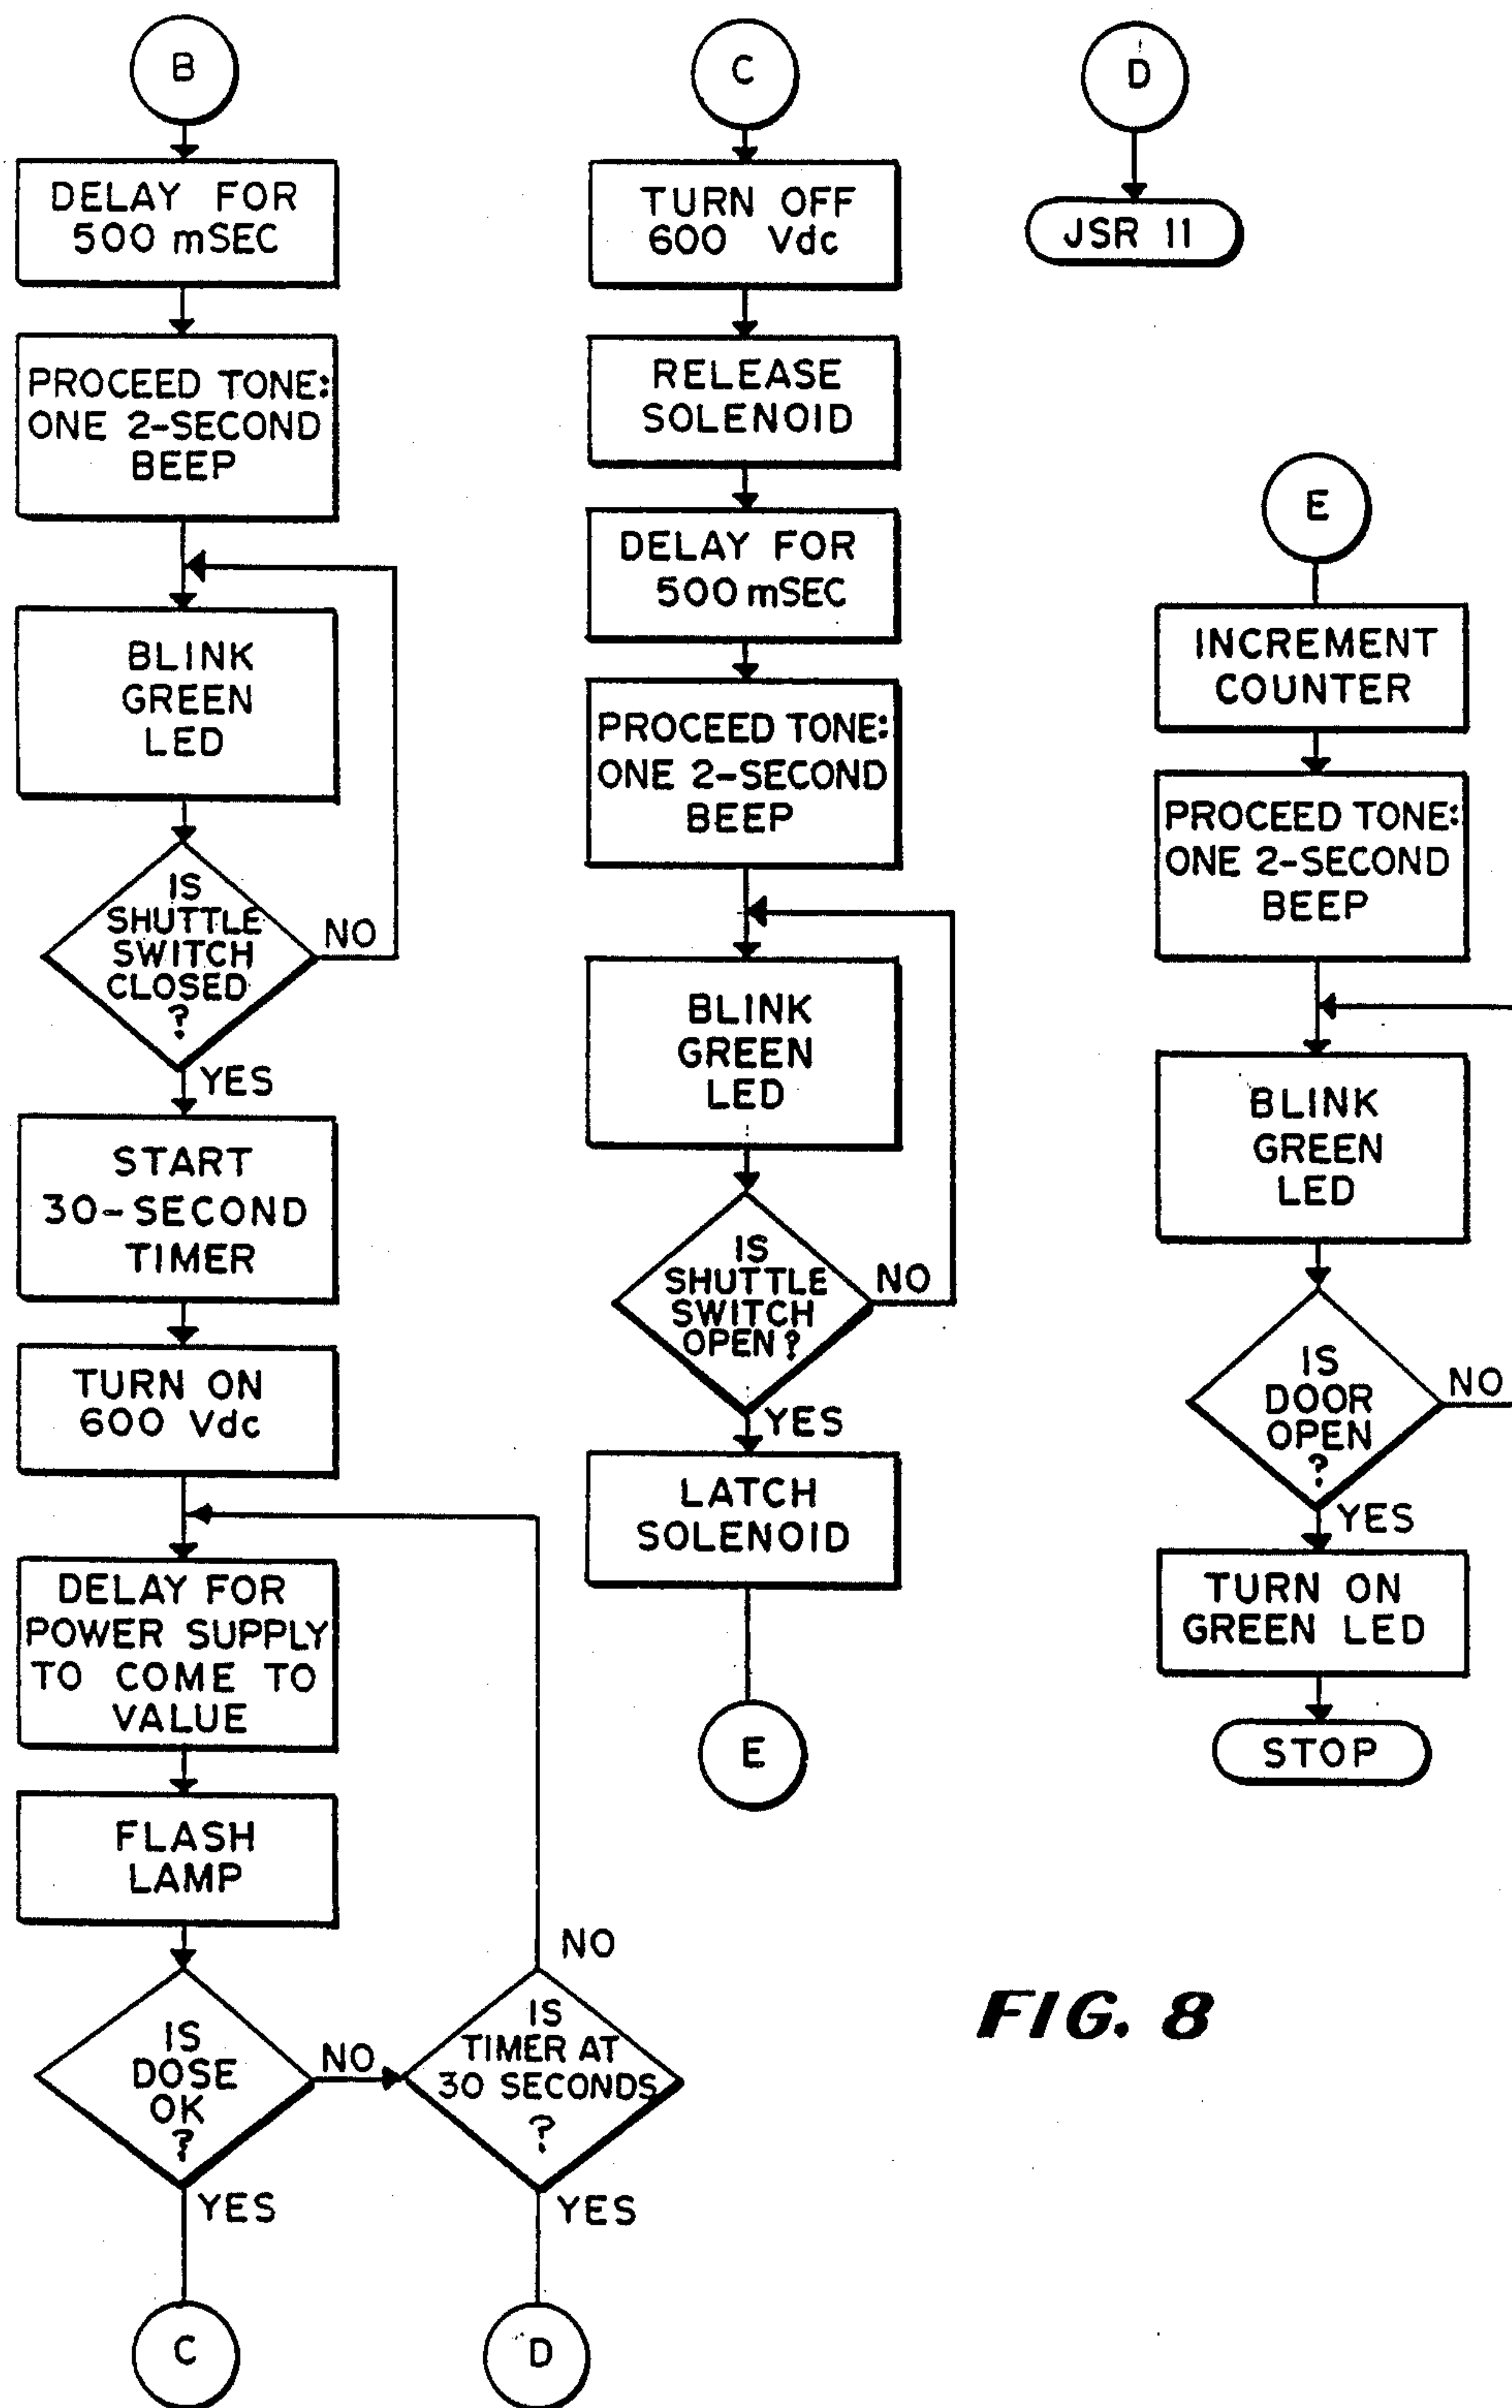 B
DELAY FOR
500 mSEC
PROCEED TONE:
ONE 2-SECOND
BEEP
BLINK
GREEN
LED
IS
SHUTTLE
SWITCH
CLOSED
?
NO
YES
START
30-SECOND
TIMER
TURN ON
600 Vdc
DELAY FOR
POWER SUPPLY
TO COME TO
VALUE
FLASH
LAMP
IS
DOSE
OK
?
NO
YES
C
IS
TIMER AT
30 SECONDS
?
NO
YES
D
C
TURN OFF
600 Vdc
RELEASE
SOLENOID
DELAY FOR
500 mSEC
PROCEED TONE:
ONE 2-SECOND
BEEP
BLINK
GREEN
LED
IS
SHUTTLE
SWITCH
OPEN?
NO
YES
LATCH
SOLENOID
E
D
JSR 11
E
INCREMENT
COUNTER
PROCEED TONE:
ONE 2-SECOND
BEEP
BLINK
GREEN
LED
IS
DOOR
OPEN
?
NO
YES
TURN ON
GREEN LED
STOP
FIG. 8